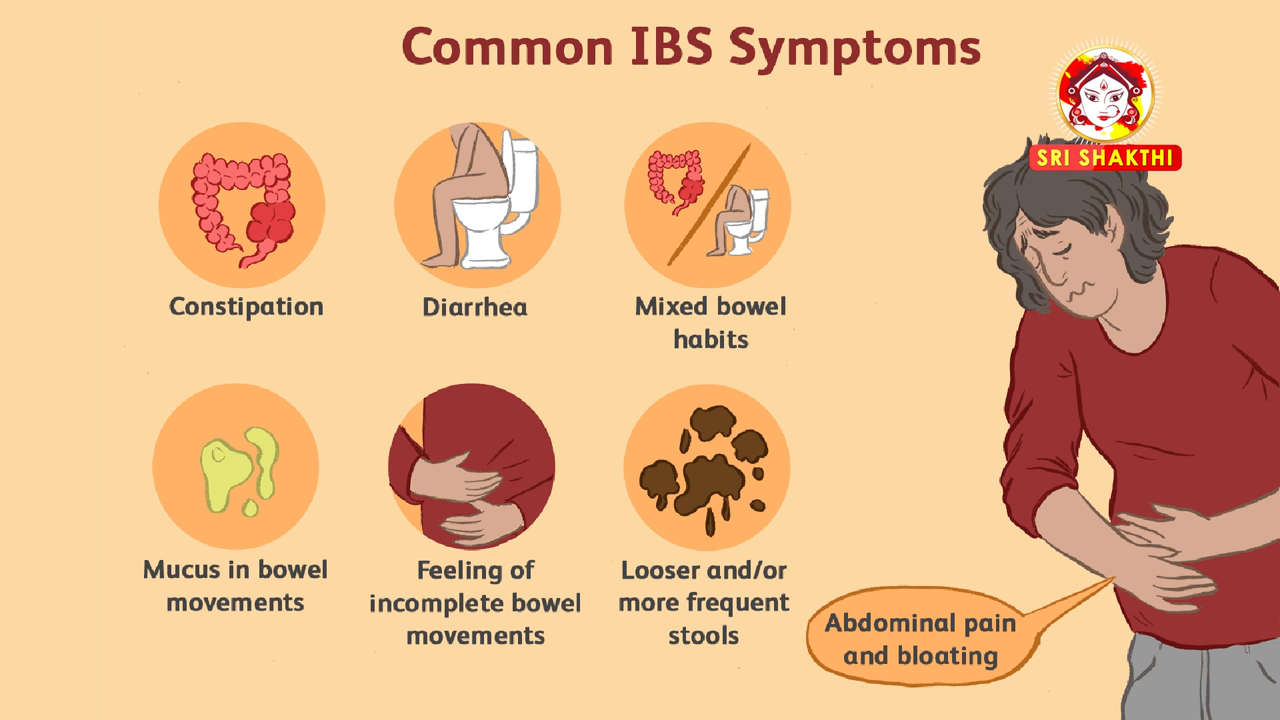 Common IBS Symptoms
SRI SHAKTHI
Constipation
Diarrhea
Mixed bowel
habits
Mucus in bowel
movements
Feeling of
incomplete bowel
movements
Looser and/or
more frequent
stools
Abdominal pain
and bloating